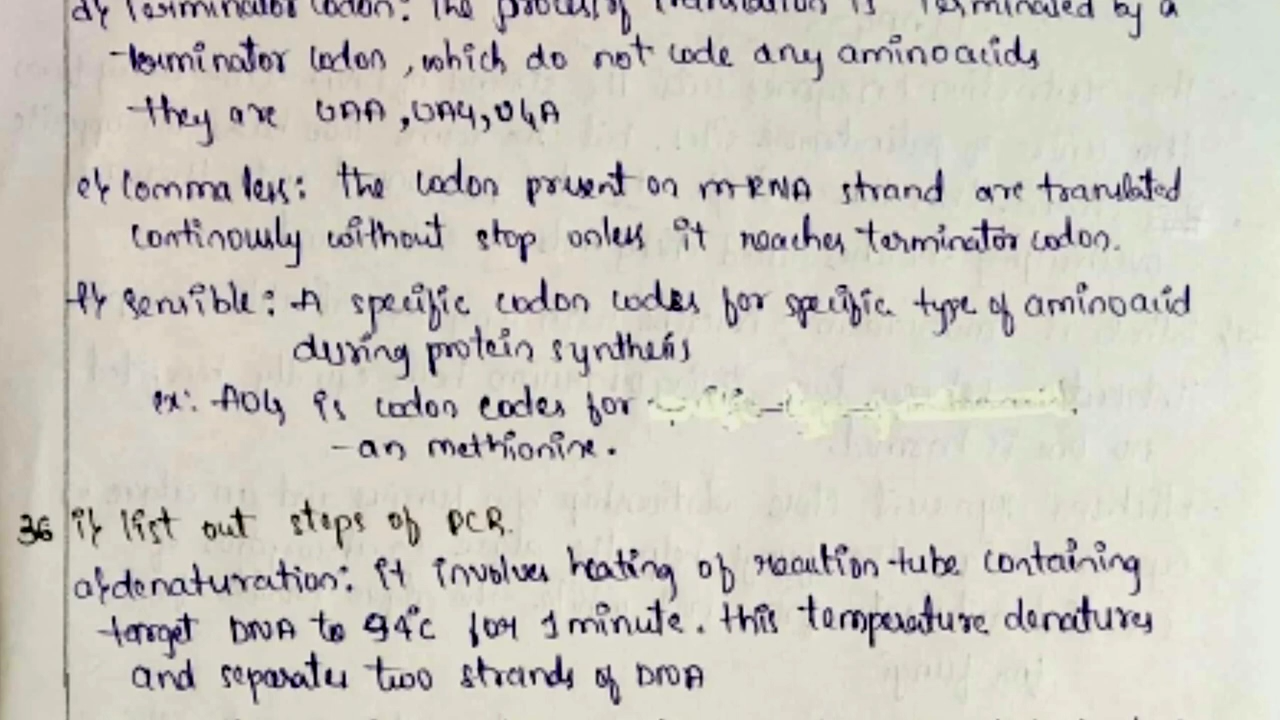 d) Terminator codon: The process of translation is terminated by a
terminator codon, which do not code any aminoacids
they are UAA, UAG, UGA
e) Comma less: the codon present on mRNA strand are translated
continously without stop unless it reaches terminator codon.
f) Sensible: A specific codon codes for specific type of aminoacid
during protein synthesis
ex: AUG is codon codes for
- an methionine.
36 i) list out steps of PCR.
a) denaturation: it involves heating of reaction tube containing
target DNA to 94°c for 1 minute. this temperature denatures
and separates two strands of DNA